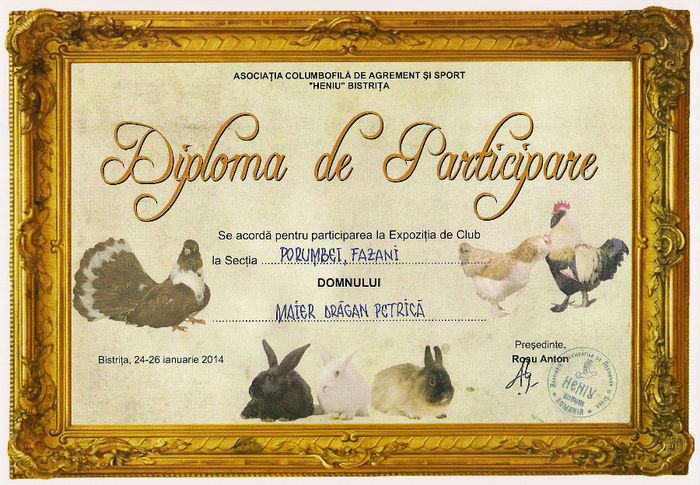 ASOCIAȚIA COLUMBOFILĂ DE AGREMENT ȘI SPORT
"HENIU" BISTRIȚA
Diploma de Participare
Se acordă pentru participarea la Expoziția de Club
la Secția PORUMBEI, FAZANI
DOMNULUI
MAIER DRĂGAN PETRICĂ
Bistrița, 24-26 ianuarie 2014
Președinte,
Roșu Anton
HENIU
ROMANIA